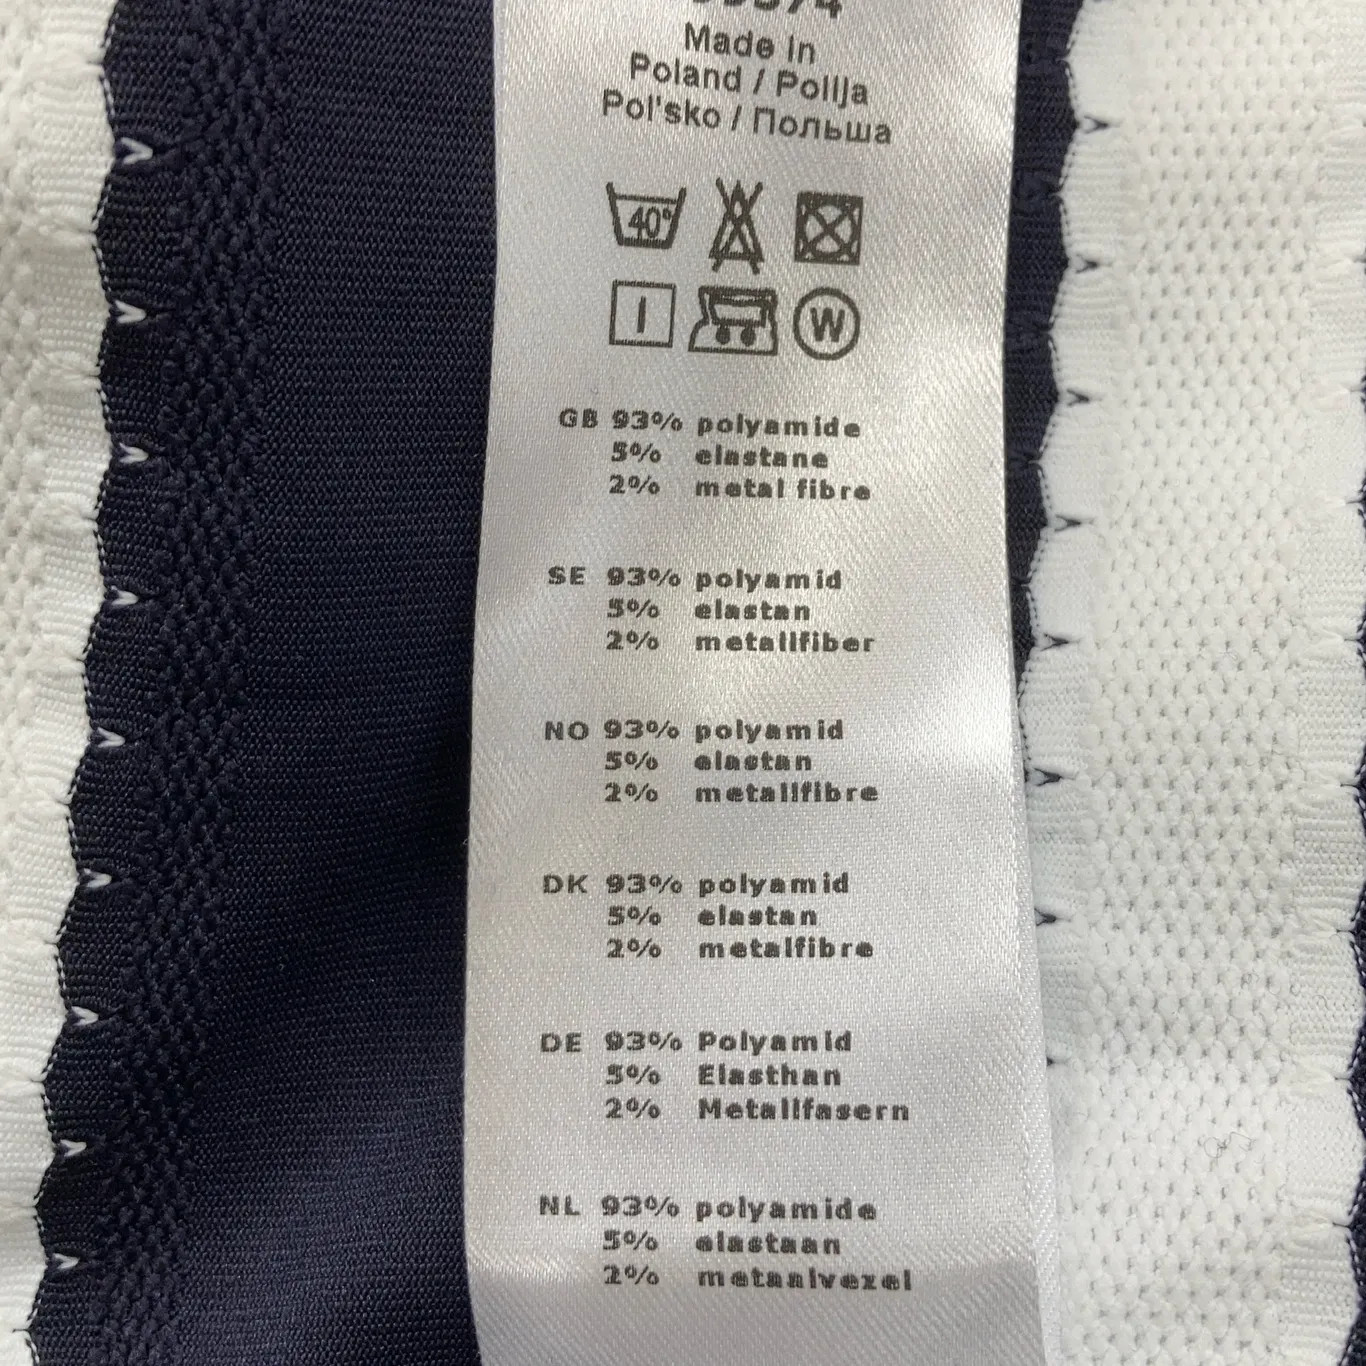 Made in
Poland / Polija
Pol'sko / Польша
40°
I
W
GB 93% polyamide
5% elastane
2% metal fibre
SE 93% polyamid
5% elastan
2% metallfiber
NO 93% polyamid
5% elastan
2% metallfibre
DK 93% polyamid
5% elastan
2% metalfibre
DE 93% Polyamid
5% Elasthan
2% Metallfasern
NL 93% polyamide
5% elastaan
2% metaalvezel